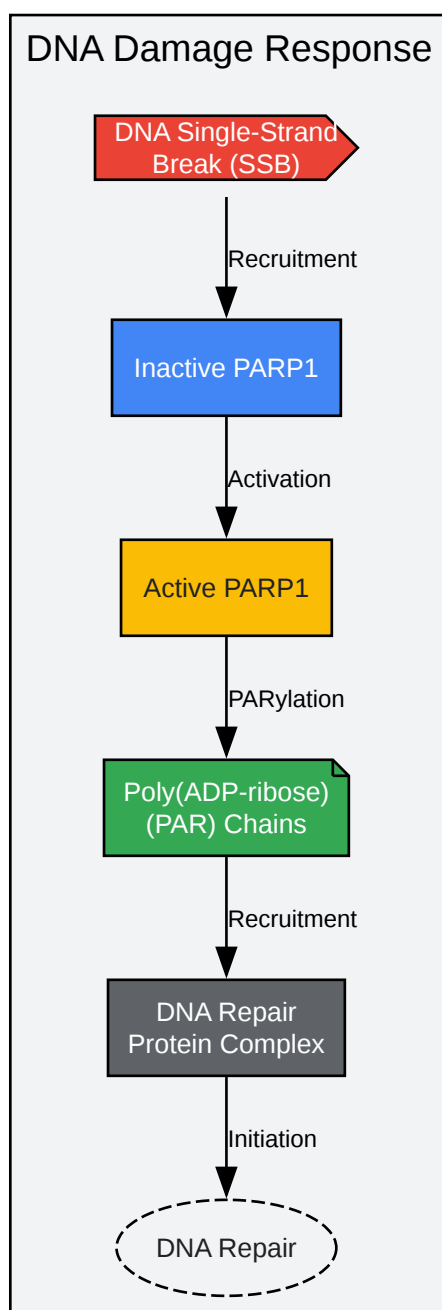 DNA Damage Response
DNA Single-Strand
Break (SSB)
Recruitment
Inactive PARP1
Activation
Active PARP1
PARylation
Poly(ADP-ribose)
(PAR) Chains
Recruitment
DNA Repair
Protein Complex
Initiation
DNA Repair